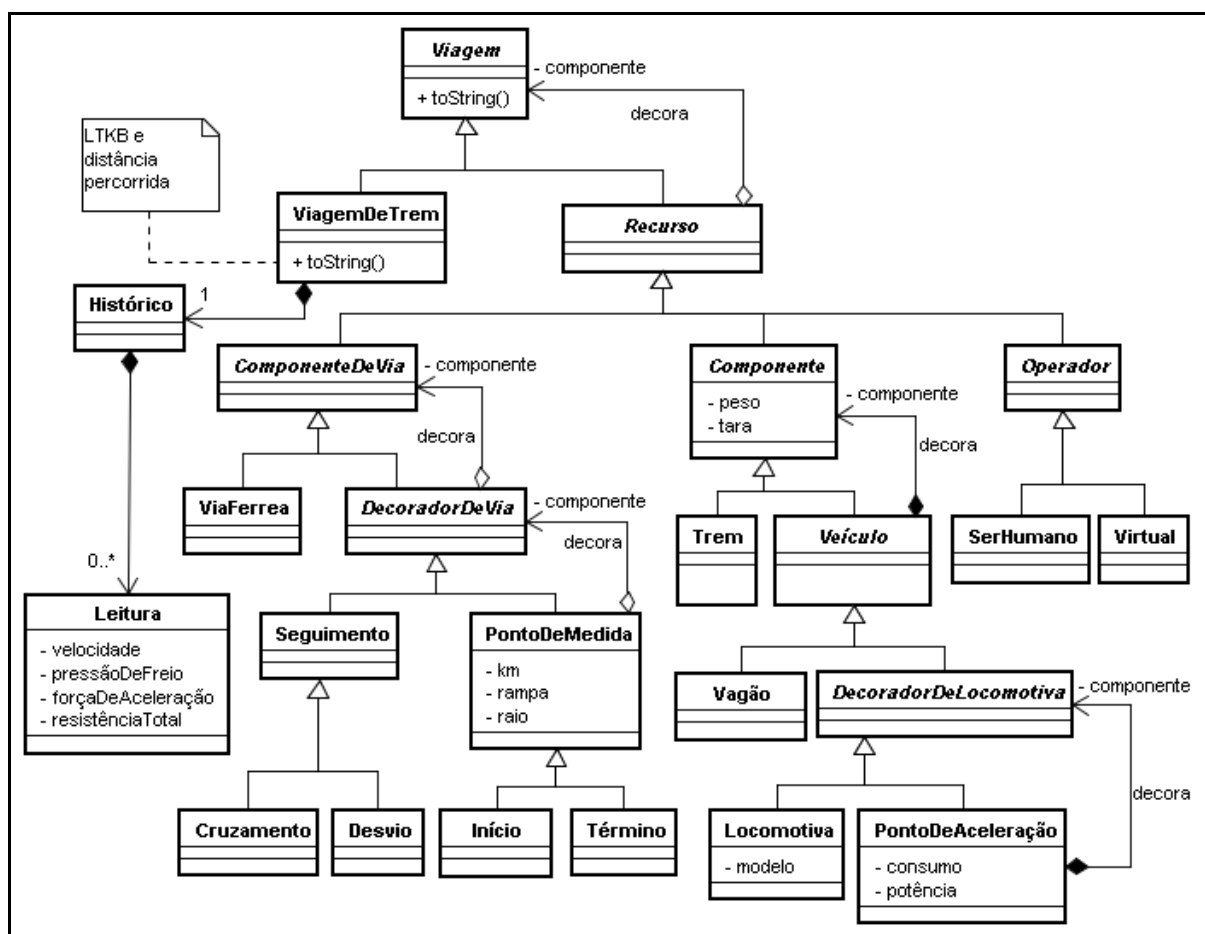 Viagem
+ toString()
- componente
decora
LTKB e
distância
percorrida
ViagemDeTrem
+ toString()
Recurso
Histórico
1
ComponenteDeVia
- componente
decora
Componente
- peso
- tara
- componente
decora
Operador
ViaFerrea
DecoradorDeVia
- componente
decora
Trem
Veículo
SerHumano
Virtual
0..*
Leitura
- velocidade
- pressãoDeFreio
- forçaDeAceleração
- resistênciaTotal
Seguimento
PontoDeMedida
- km
- rampa
- raio
Vagão
DecoradorDeLocomotiva
- componente
decora
Cruzamento
Desvio
Início
Término
Locomotiva
- modelo
PontoDeAceleração
- consumo
- potência